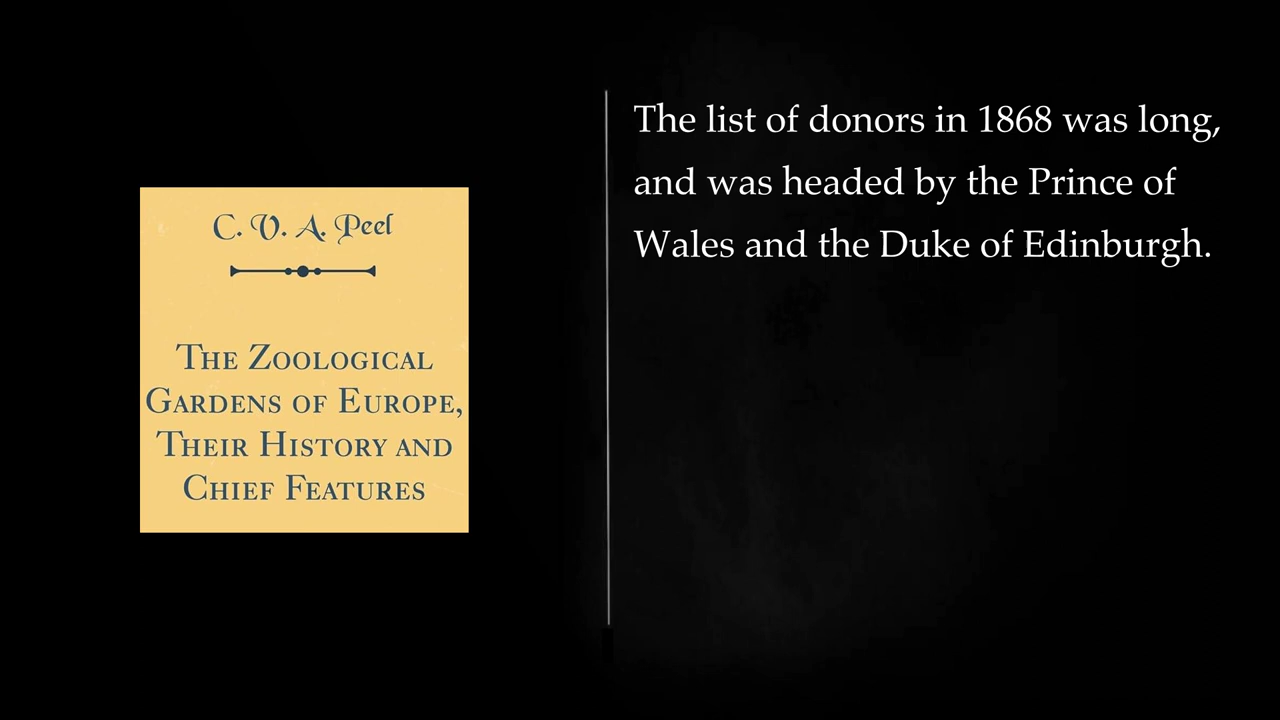 C. V. A. Peel
The Zoological
Gardens of Europe,
Their History and
Chief Features
The list of donors in 1868 was long,
and was headed by the Prince of
Wales and the Duke of Edinburgh.